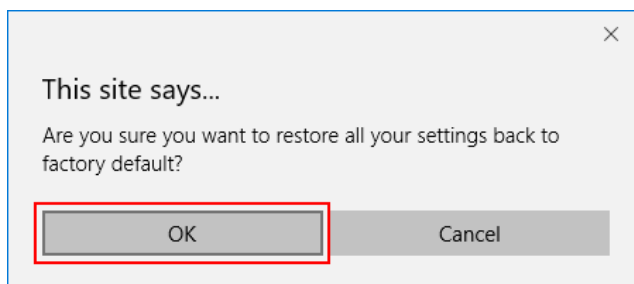 This site says...
Are you sure you want to restore all your settings back to
factory default?
OK
Cancel